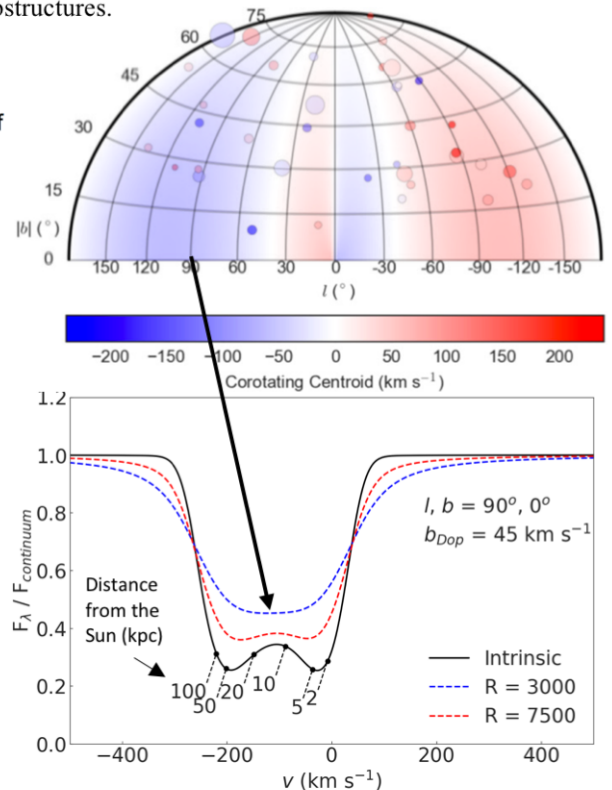 ostructures.
f
75
60
45
30
15
|b| (°)
0
150 120 90 60 30 0 -30 -60 -90 -120 -150
l (°)
−200 −150 −100 −50 0 50 100 150 200
Corotating Centroid (km s⁻¹)
1.2
1.0
0.8
0.6
0.4
0.2
0.0
Fλ / Fcontinuum
l, b = 90o, 0o
bDop = 45 km s⁻¹
Distance
from the
Sun (kpc)
100
50
20
10
5
2
Intrinsic
R = 3000
R = 7500
−400 −200 0 200 400
v (km s⁻¹)